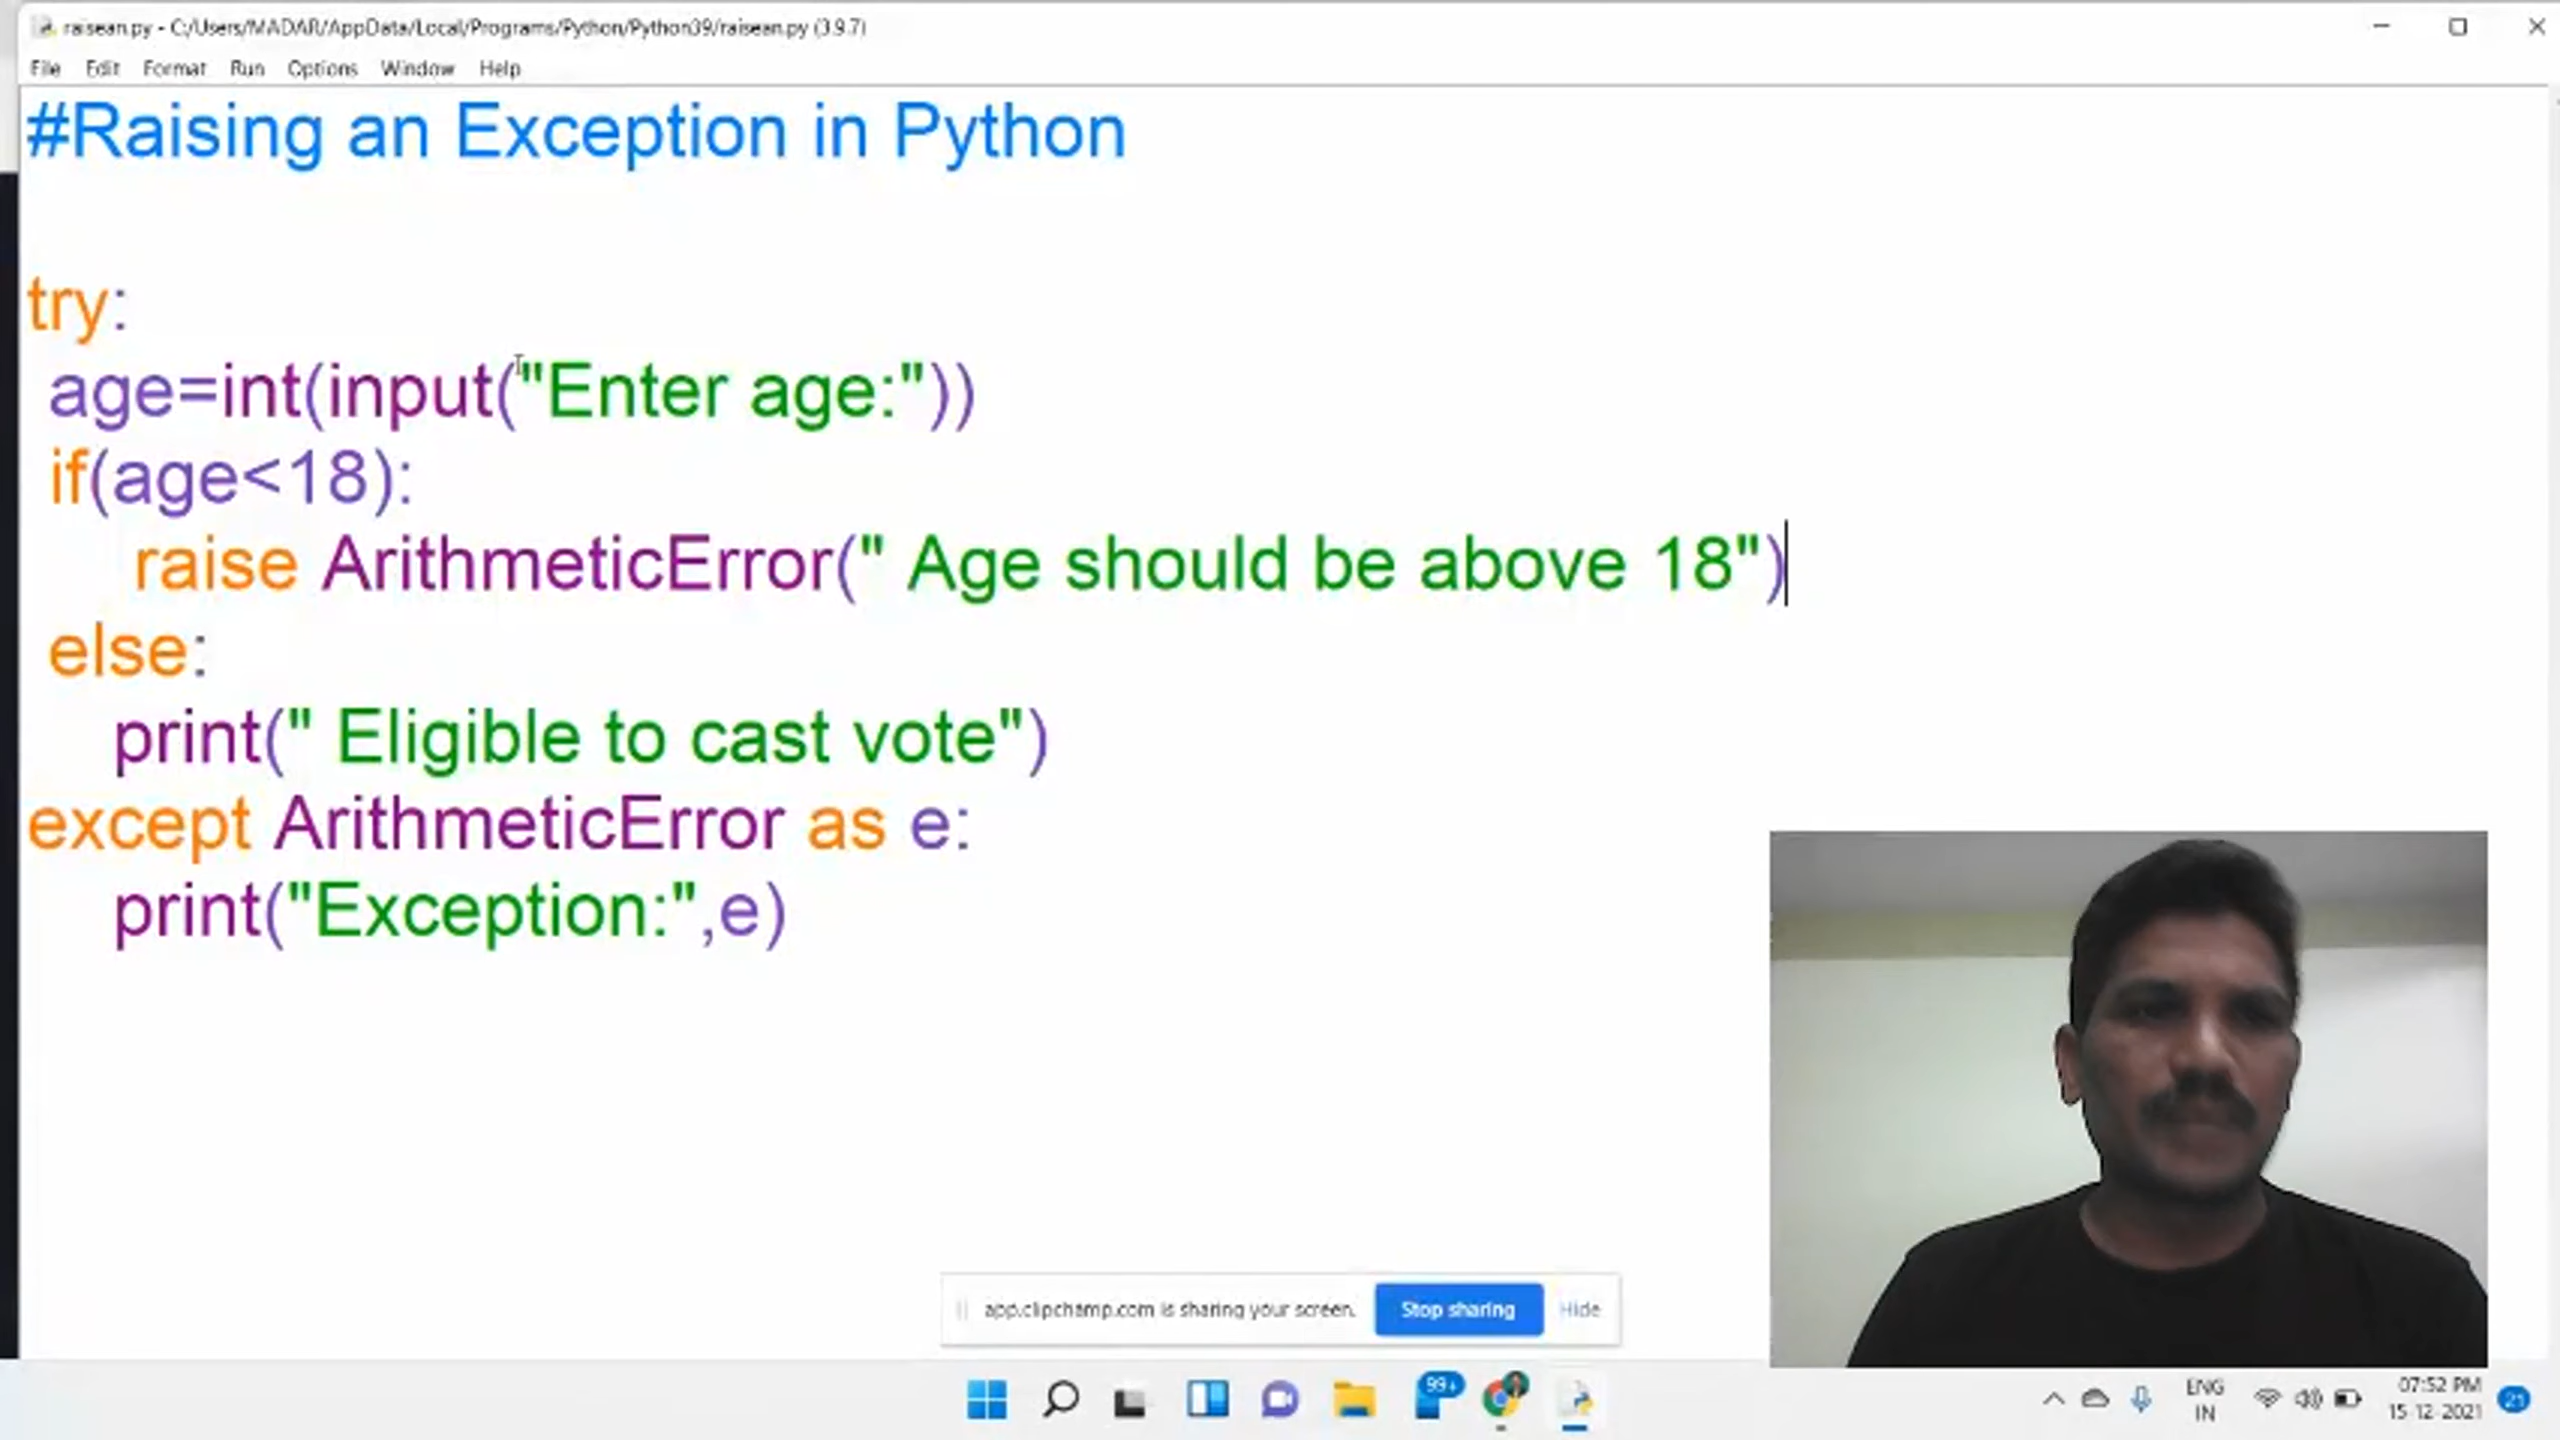 raisean.py - C:/Users/MADAR/AppData/Local/Programs/Python/Python39/raisean.py (3.9.7)
File Edit Format Run Options Window Help
#Raising an Exception in Python
try:
age=int(input("Enter age:"))
if(age<18):
raise ArithmeticError(" Age should be above 18")
else:
print(" Eligible to cast vote")
except ArithmeticError as e:
print("Exception:",e)
app.clipchamp.com is sharing your screen. Stop sharing Hide
99+
ENG
IN
07:52 PM
15-12-2021
21